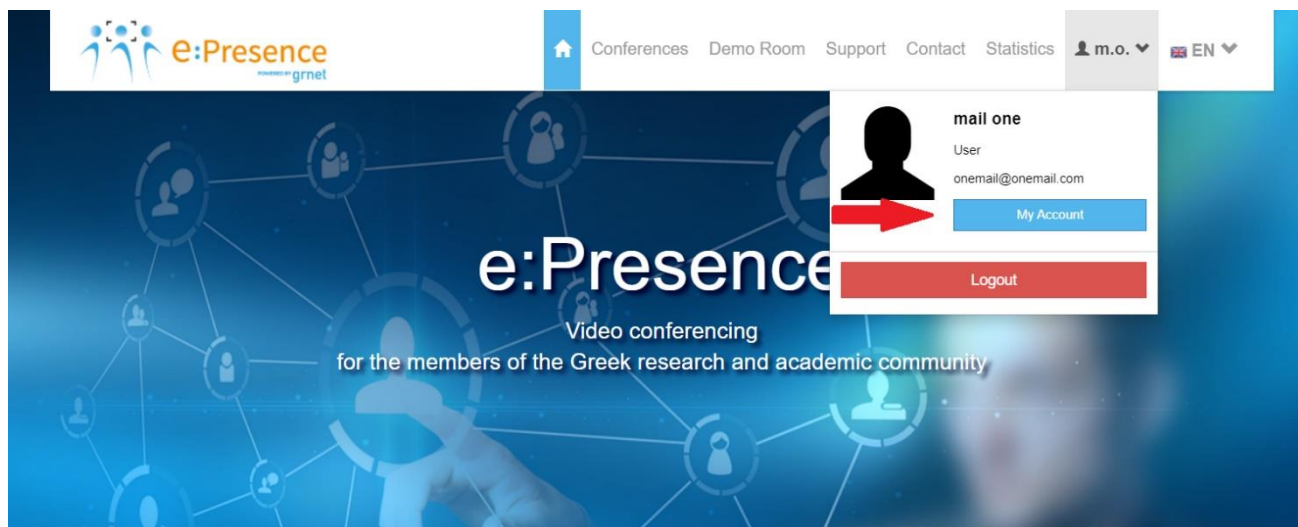 e:Presence
POWERED BY grnet
Conferences Demo Room Support Contact Statistics m.o. EN
mail one
User
onemail@onemail.com
My Account
Logout
e:Presence
Video conferencing
for the members of the Greek research and academic community